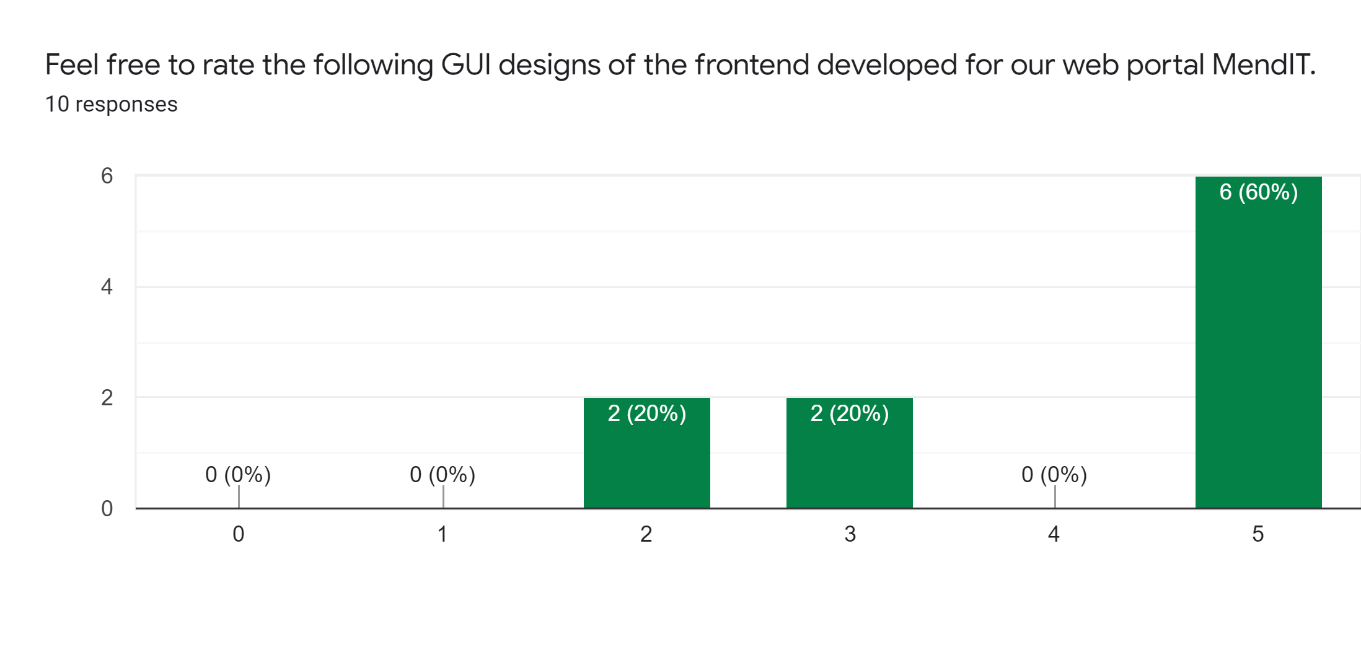 Feel free to rate the following GUI designs of the frontend developed for our web portal MendIT.
10 responses
6
6 (60%)
4
2
2 (20%) 2 (20%)
0 (0%) 0 (0%) 0 (0%)
0
0 1 2 3 4 5